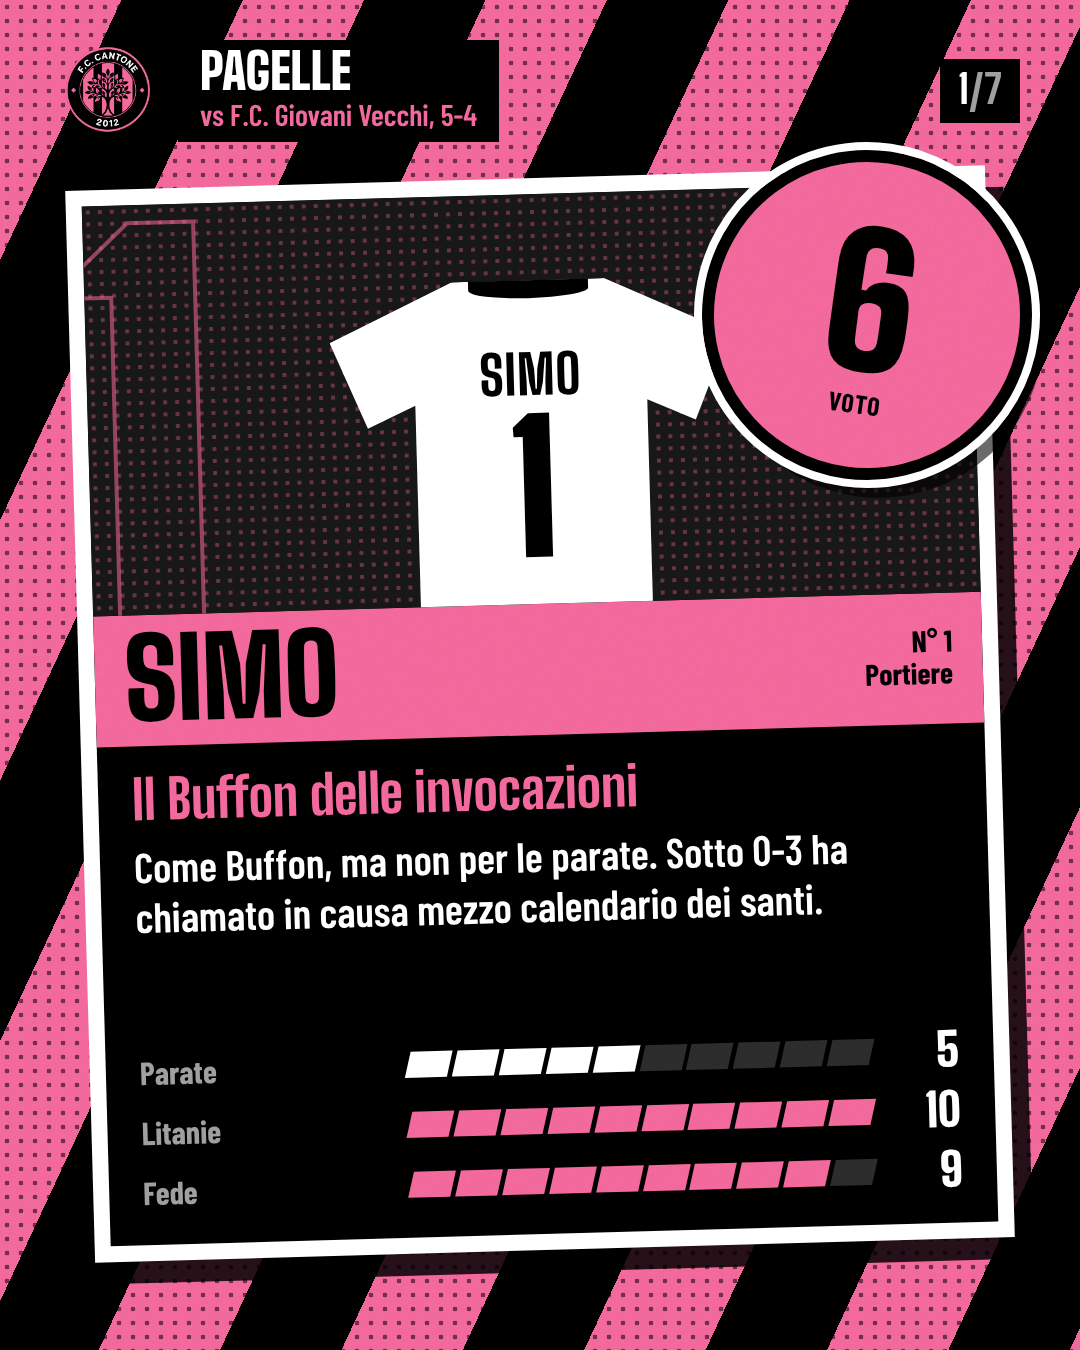 F.C. CANTONE
2012
PAGELLE
vs F.C. Giovani Vecchi, 5-4
1/7
6
VOTO
SIMO
1
SIMO
N° 1
Portiere
Il Buffon delle invocazioni
Come Buffon, ma non per le parate. Sotto 0-3 ha
chiamato in causa mezzo calendario dei santi.
Parate 5
Litanie 10
Fede 9